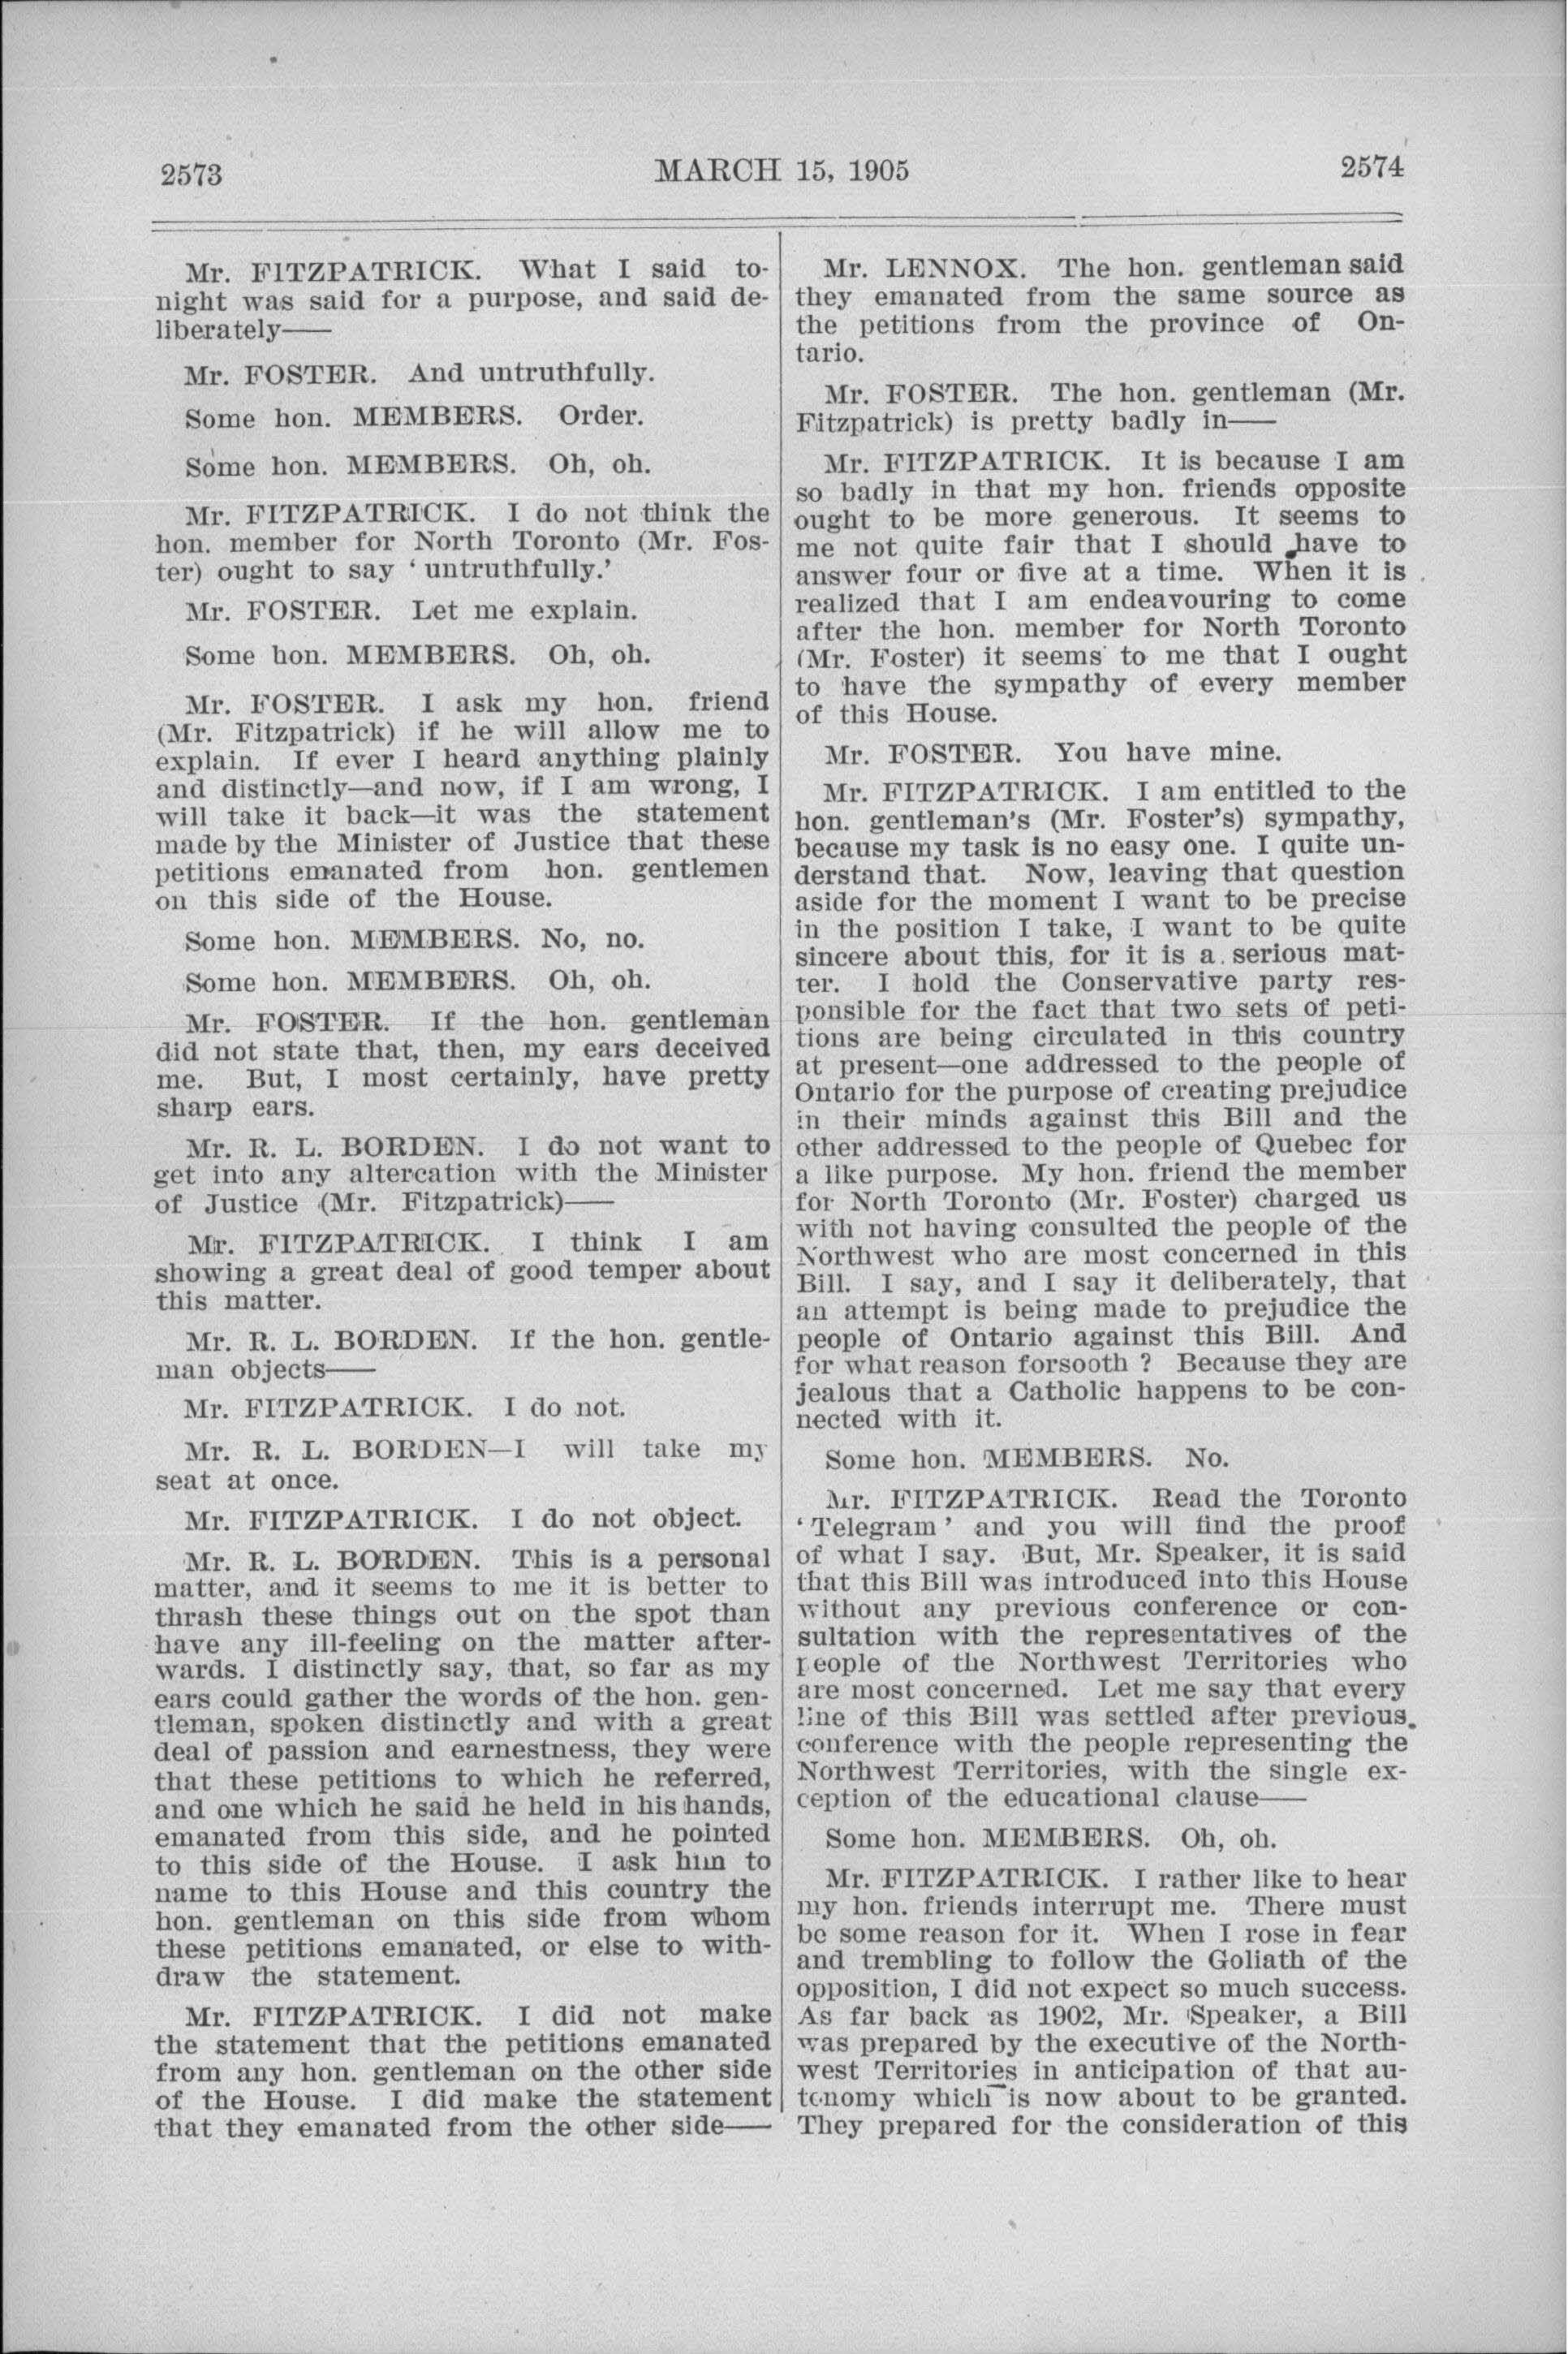 2573
MARCH 15, 1905
2574
Mr. FITZPATRICK. What I said to-
night was said for a purpose, and said de-
liberately——
Mr. FOSTER. And untruthfully.
Some hon. MEMBERS. Order.
Some hon. MEMBERS. Oh, oh.
Mr. FITZPATRICK. I do not think the
hon. member for North Toronto (Mr. Fos-
ter) ought to say ‘ untruthfully.’
Mr. FOSTER. Let me explain.
Some hon. MEMBERS. Oh, oh.
Mr. FOSTER. I ask my hon. friend
(Mr. Fitzpatrick) if he will allow me to
explain. If ever I heard anything plainly
and distinctly—and now, if I am wrong, I
will take it back—it was the statement
made by the Minister of Justice that these
petitions emanated from hon. gentlemen
on this side of the House.
Some hon. MEMBERS. No, no.
Some hon. MEMBERS. Oh, oh.
Mr. FOSTER. If the hon. gentleman
did not state that, then, my ears deceived
me. But, I most certainly, have pretty
sharp ears.
Mr. R. L. BORDEN. I do not want to
get into any altercation with the Minister
of Justice (Mr. Fitzpatrick)——
Mr. FITZPATRICK. I think I am
showing a great deal of good temper about
this matter.
Mr. R. L. BORDEN. If the hon. gentle-
man objects——
Mr. FITZPATRICK. I do not.
Mr. R. L. BORDEN—I will take my
seat at once.
Mr. FITZPATRICK. I do not object.
Mr. R. L. BORDEN. This is a personal
matter, and it seems to me it is better to
thrash these things out on the spot than
have any ill-feeling on the matter after-
wards. I distinctly say, that, so far as my
ears could gather the words of the hon. gen-
tleman, spoken distinctly and with a great
deal of passion and earnestness, they were
that these petitions to which he referred,
and one which he said he held in his hands,
emanated from this side, and he pointed
to this side of the House. I ask him to
name to this House and this country the
hon. gentleman on this side from whom
these petitions emanated, or else to with-
draw the statement.
Mr. FITZPATRICK. I did not make
the statement that the petitions emanated
from any hon. gentleman on the other side
of the House. I did make the statement
that they emanated from the other side——
Mr. LENNOX. The hon. gentleman said
they emanated from the same source as
the petitions from the province of On-
tario.
Mr. FOSTER. The hon. gentleman (Mr.
Fitzpatrick) is pretty badly in——
Mr. FITZPATRICK. It is because I am
so badly in that my hon. friends opposite
ought to be more generous. It seems to
me not quite fair that I should have to
answer four or five at a time. When it is
realized that I am endeavouring to come
after the hon. member for North Toronto
(Mr. Foster) it seems to me that I ought
to have the sympathy of every member
of this House.
Mr. FOSTER. You have mine.
Mr. FITZPATRICK. I am entitled to the
hon. gentleman's (Mr. Foster's) sympathy,
because my task is no easy one. I quite un-
derstand that. Now, leaving that question
aside for the moment I want to be precise
in the position I take, I want to be quite
sincere about this, for it is a serious mat-
ter. I hold the Conservative party res-
ponsible for the fact that two sets of peti-
tions are being circulated in this country
at present—one addressed to the people of
Ontario for the purpose of creating prejudice
in their minds against this Bill and the
other addressed to the people of Quebec for
a like purpose. My hon. friend the member
for North Toronto (Mr. Foster) charged us
with not having consulted the people of the
Northwest who are most concerned in this
Bill. I say, and I say it deliberately, that
an attempt is being made to prejudice the
people of Ontario against this Bill. And
for what reason forsooth ? Because they are
jealous that a Catholic happens to be con-
nected with it.
Some hon. MEMBERS. No.
Mr. FITZPATRICK. Read the Toronto
‘ Telegram ’ and you will find the proof
of what I say. But, Mr. Speaker, it is said
that this Bill was introduced into this House
without any previous conference or con-
sultation with the representatives of the
people of the Northwest Territories who
are most concerned. Let me say that every
line of this Bill was settled after previous
conference with the people representing the
Northwest Territories, with the single ex-
ception of the educational clause——
Some hon. MEMBERS. Oh, oh.
Mr. FITZPATRICK. I rather like to hear
my hon. friends interrupt me. There must
be some reason for it. When I rose in fear
and trembling to follow the Goliath of the
opposition, I did not expect so much success.
As far back as 1902, Mr. Speaker, a Bill
was prepared by the executive of the North-
west Territories in anticipation of that au-
tonomy which is now about to be granted.
They prepared for the consideration of this